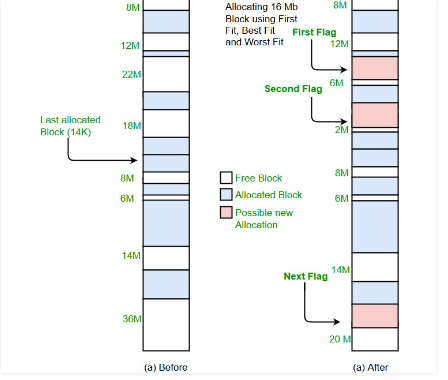 8M
12M
22M
18M
Last allocated
Block (14K)
8M
6M
14M
36M
(a) Before
Allocating 16 Mb
Block using First
Fit, Best Fit
and Worst Fit
Free Block
Allocated Block
Possible new
Allocation
8M
First Flag
12M
6M
Second Flag
2M
8M
6M
14M
Next Flag
20 M
(a) After